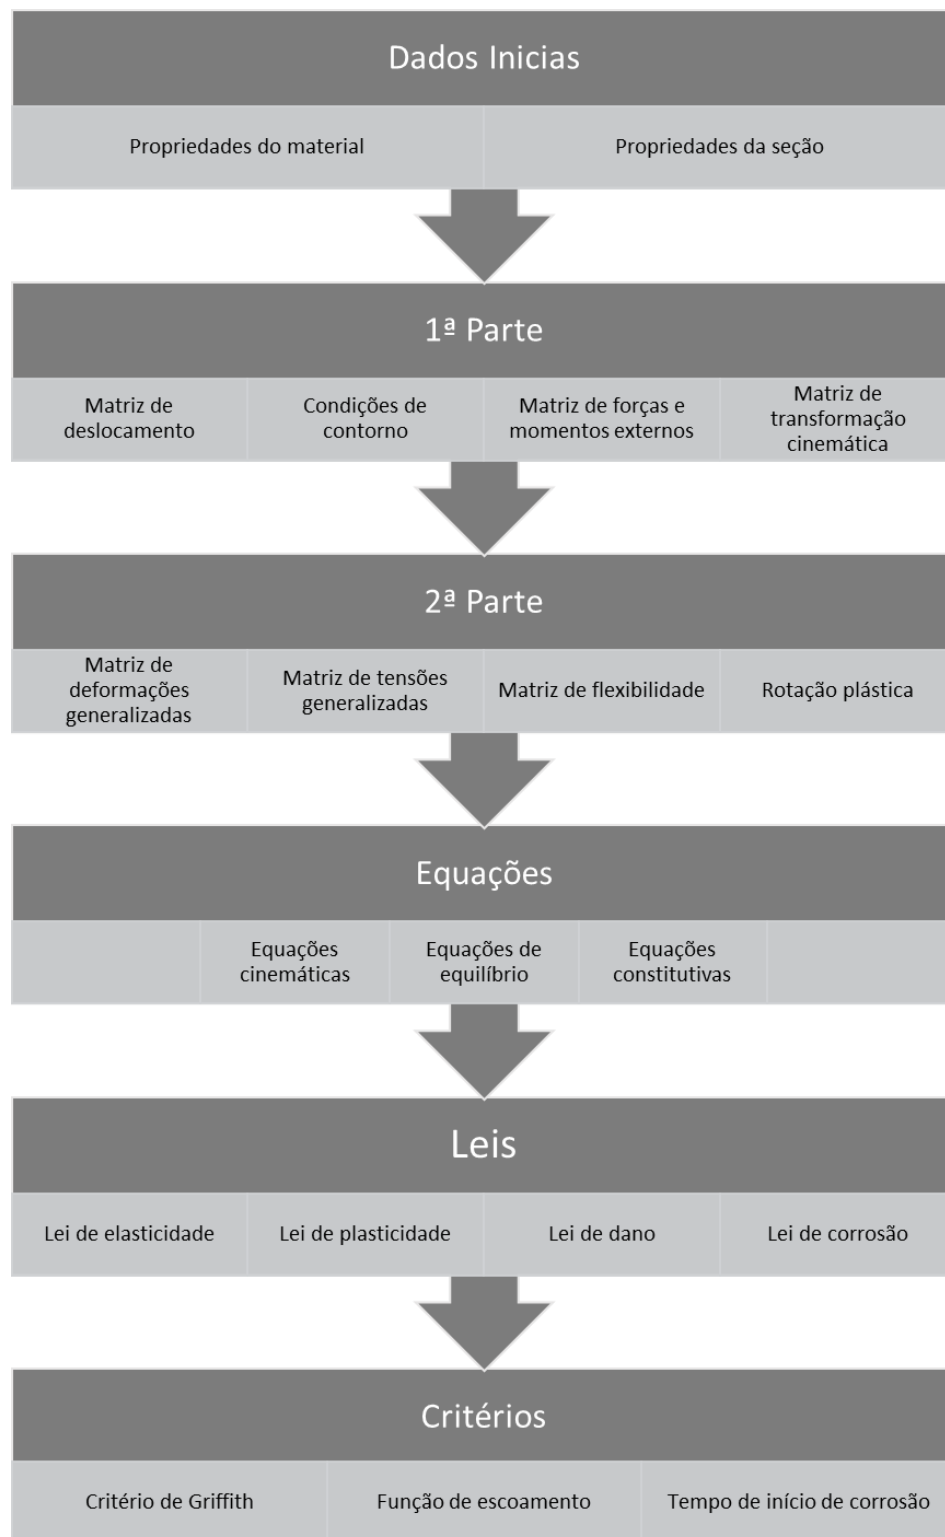 Dados Inicias
Propriedades do material
Propriedades da seção
1ª Parte
Matriz de
deslocamento
Condições de
contorno
Matriz de forças e
momentos externos
Matriz de
transformação
cinemática
2ª Parte
Matriz de
deformações
generalizadas
Matriz de tensões
generalizadas
Matriz de flexibilidade
Rotação plástica
Equações
Equações
cinemáticas
Equações de
equilíbrio
Equações
constitutivas
Leis
Lei de elasticidade
Lei de plasticidade
Lei de dano
Lei de corrosão
Critérios
Critério de Griffith
Função de escoamento
Tempo de início de corrosão